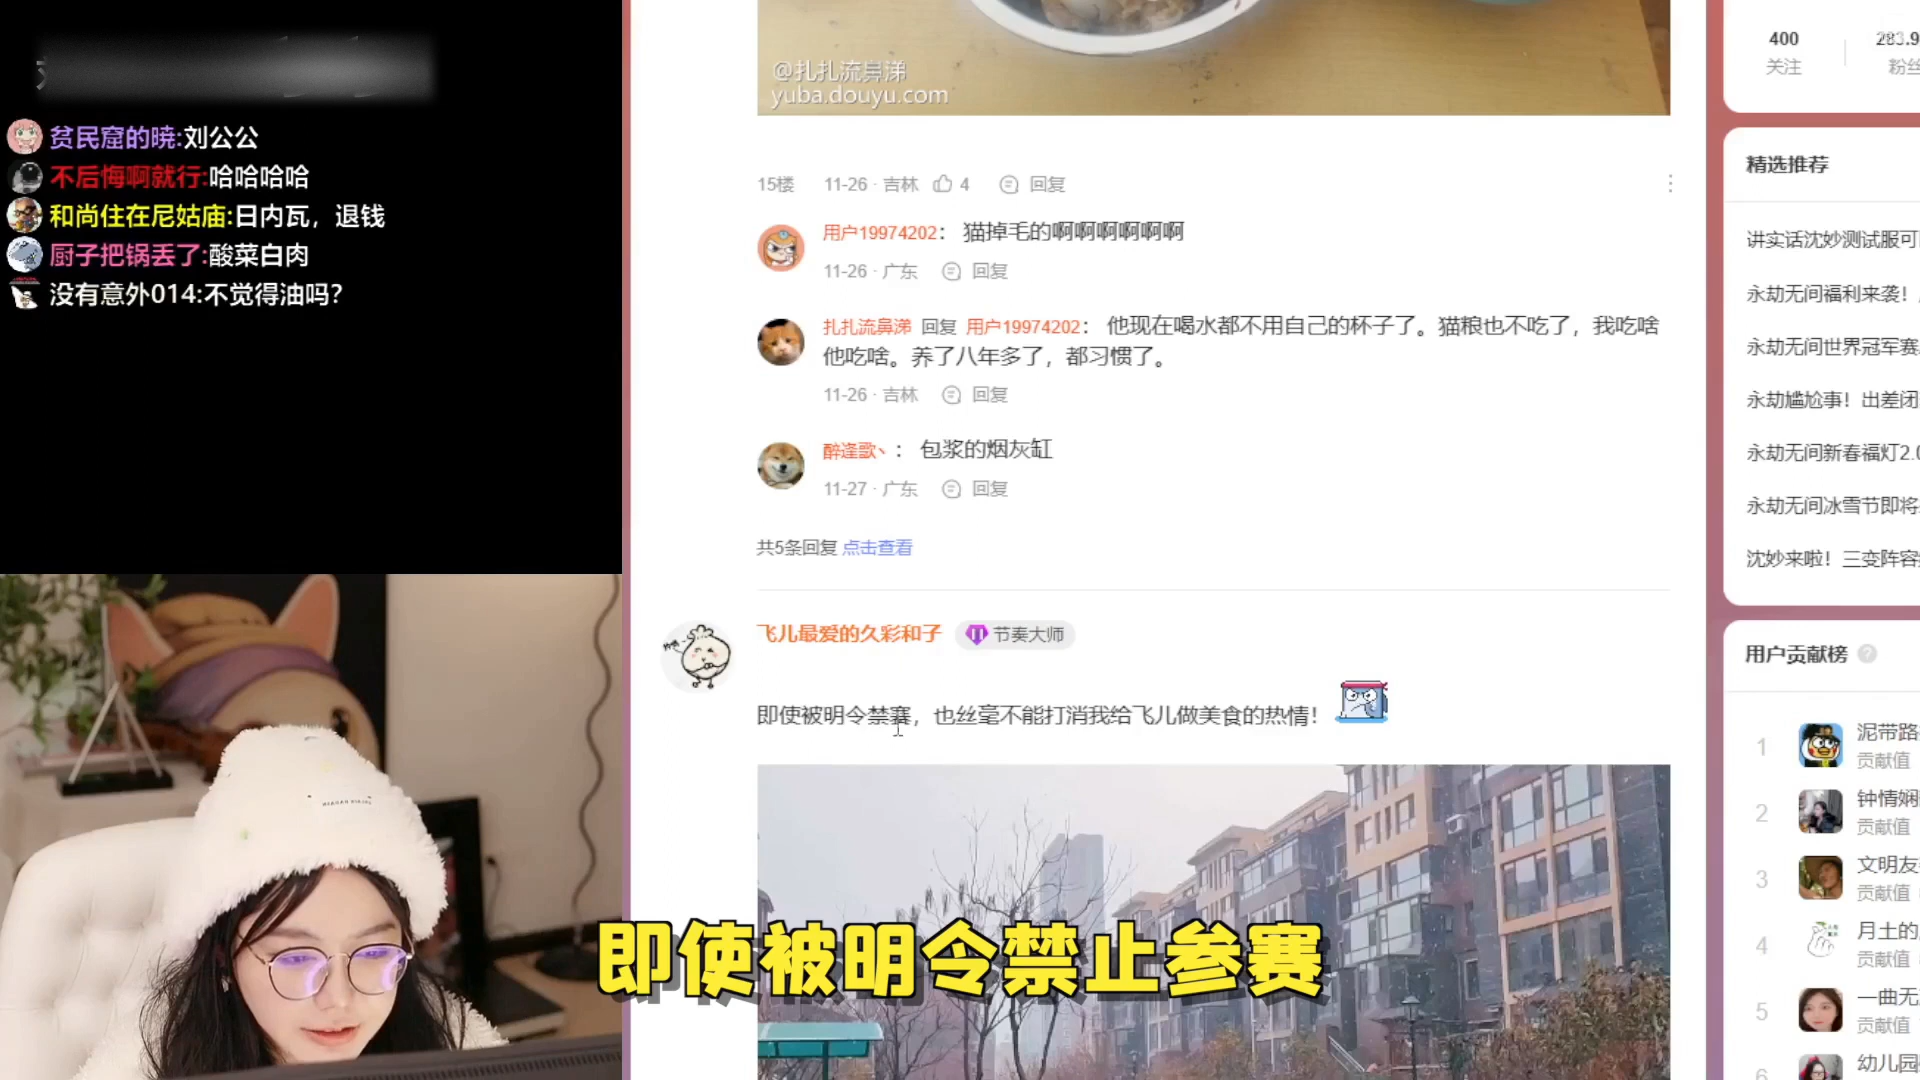 贫民窟的晓:刘公公
不后悔啊就行:哈哈哈哈
和尚住在尼姑庙:日内瓦，退钱
厨子把锅丢了:酸菜白肉
没有意外014:不觉得油吗？
@扎扎流鼻涕
yuba.douyu.com
15楼 11-26 · 吉林 4 回复
用户19974202： 猫掉毛的啊啊啊啊啊啊
11-26 · 广东 回复
扎扎流鼻涕 回复 用户19974202： 他现在喝水都不用自己的杯子了。猫粮也不吃了，我吃啥
他吃啥。养了八年多了，都习惯了。
11-26 · 吉林 回复
醉逢歌丶： 包浆的烟灰缸
11-27 · 广东 回复
共5条回复 点击查看
飞儿最爱的久彩和子 节奏大师
即使被明令禁赛，也丝毫不能打消我给飞儿做美食的热情！
即使被明令禁止参赛
400 283.9
关注 粉丝
精选推荐
讲实话沈妙测试服可
永劫无间福利来袭！
永劫无间世界冠军赛
永劫尴尬事！出差闭
永劫无间新春福灯2.0
永劫无间冰雪节即将
沈妙来啦！三变阵容
用户贡献榜 ?
1 泥带路
贡献值
2 钟情娴
贡献值
3 文明友
贡献值
4 月土的
贡献值
5 一曲无
贡献值
6 幼儿园